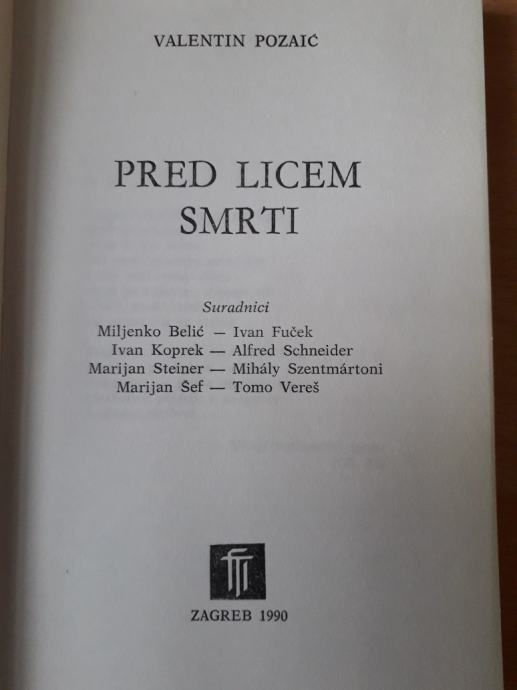 VALENTIN POZAIĆ
PRED LICEM
SMRTI
Suradnici
Miljenko Belić — Ivan Fuček
Ivan Koprek — Alfred Schneider
Marijan Steiner — Mihály Szentmártoni
Marijan Šef — Tomo Vereš
FTI
ZAGREB 1990